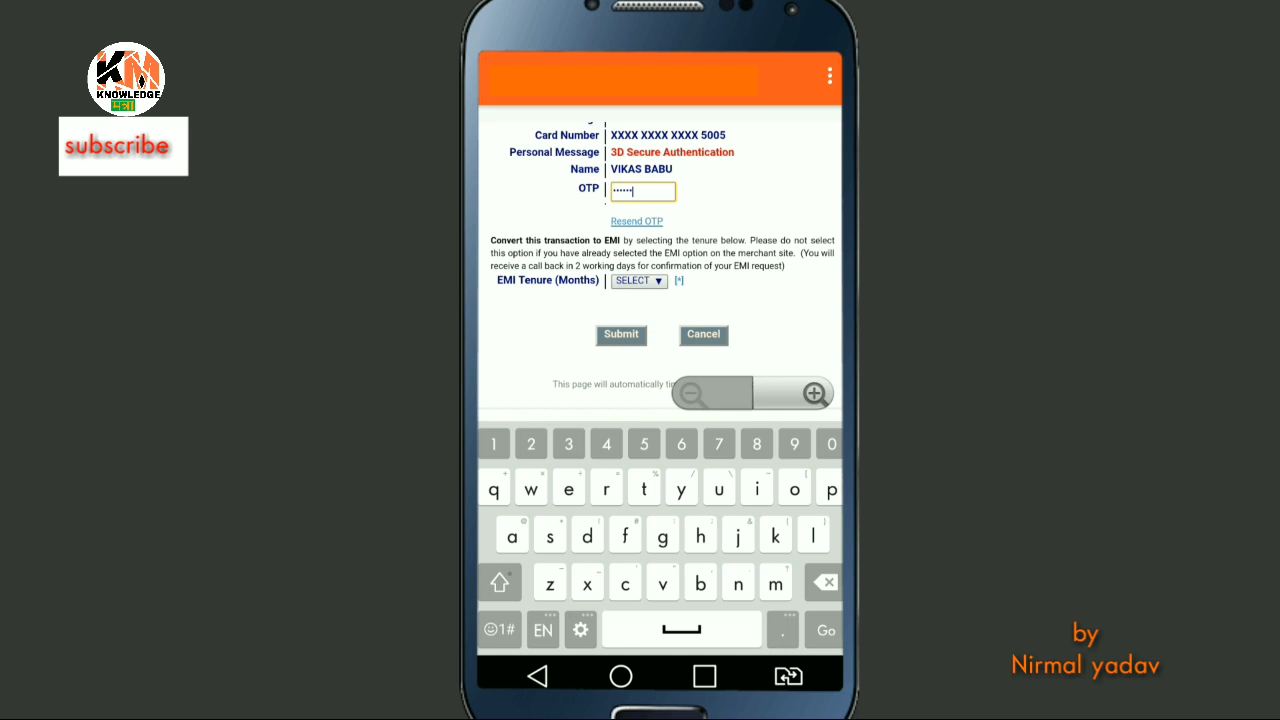 KM
KNOWLEDGE
subscribe
Card Number XXXX XXXX XXXX 5005
Personal Message 3D Secure Authentication
Name VIKAS BABU
OTP ••••••
Resend OTP
Convert this transaction to EMI by selecting the tenure below. Please do not select
this option if you have already selected the EMI option on the merchant site. (You will
receive a call back in 2 working days for confirmation of your EMI request)
EMI Tenure (Months) SELECT ▼ [*]
Submit Cancel
This page will automatically
1 2 3 4 5 6 7 8 9 0
q w e r t y u i o p
a s d f g h j k l
z x c v b n m
☺1# EN . Go
by
Nirmal yadav